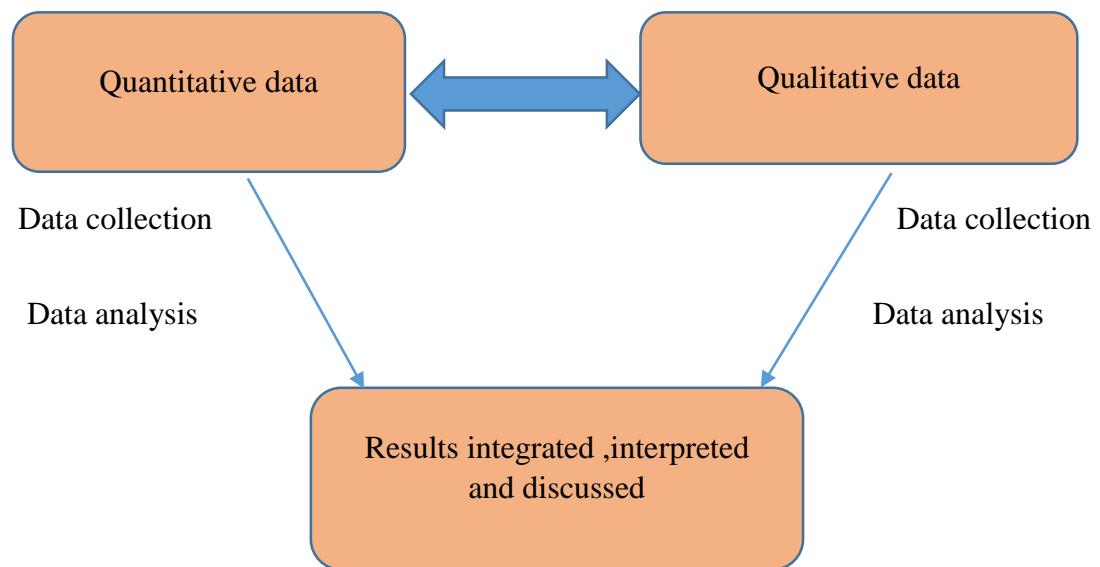 Quantitative data
Qualitative data
Data collection
Data collection
Data analysis
Data analysis
Results integrated ,interpreted
and discussed